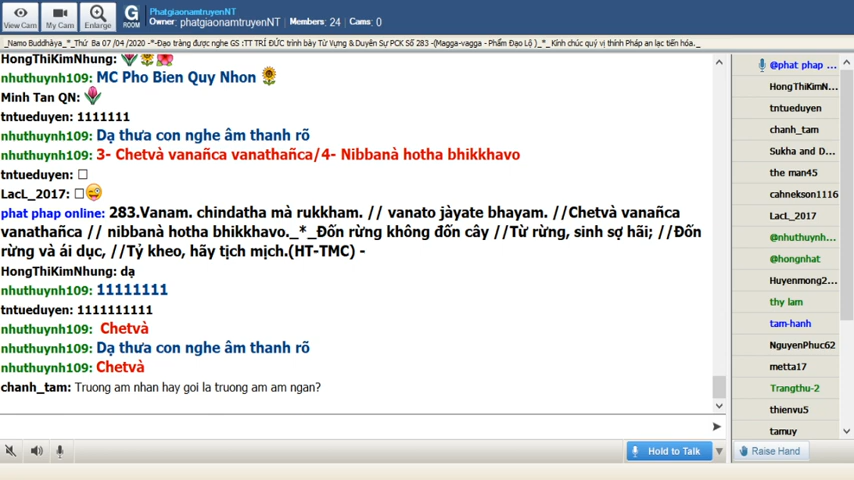 View Cam
My Cam
Enlarge
G
ROOM
PhatgiaonamtruyenNT
Owner: phatgiaonamtruyenNT | Members: 24 | Cams: 0
_Namo Buddhàya_*_Thứ Ba 07 /04 /2020 -*-Đạo tràng được nghe GS :TT TRÍ ĐỨC trình bày Từ Vựng & Duyên Sự PCK Số 283 -(Magga-vagga - Phẩm Đạo Lộ )_*_ Kính chúc quý vị thính Pháp an lạc tiến hóa._
HongThiKimNhung:
nhuthuynh109: MC Pho Bien Quy Nhon
Minh Tan QN:
tntueduyen: 1111111
nhuthuynh109: Dạ thưa con nghe âm thanh rõ
nhuthuynh109: 3- Chetvà vanañca vanathañca/4- Nibbanà hotha bhikkhavo
tntueduyen: □
LacL_2017: □
phat phap online: 283.Vanam. chindatha mà rukkham. // vanato jàyate bhayam. //Chetvà vanañca
vanathañca // nibbanà hotha bhikkhavo._*_Đốn rừng không đốn cây //Từ rừng, sinh sợ hãi; //Đốn
rừng và ái dục, //Tỷ kheo, hãy tịch mịch.(HT-TMC) -
HongThiKimNhung: dạ
nhuthuynh109: 11111111
tntueduyen: 1111111111
nhuthuynh109: Chetvà
nhuthuynh109: Dạ thưa con nghe âm thanh rõ
nhuthuynh109: Chetvà
chanh_tam: Truong am nhan hay goi la truong am am ngan?
@phat phap ...
HongThiKimN...
tntueduyen
chanh_tam
Sukha and D...
the man45
cahnekson1116
LacL_2017
@nhuthuynh...
@hongnhat
Huyenmong2...
thy lam
tam-hanh
NguyenPhuc62
metta17
Trangthu-2
thienvu5
tamuy
Hold to Talk
Raise Hand